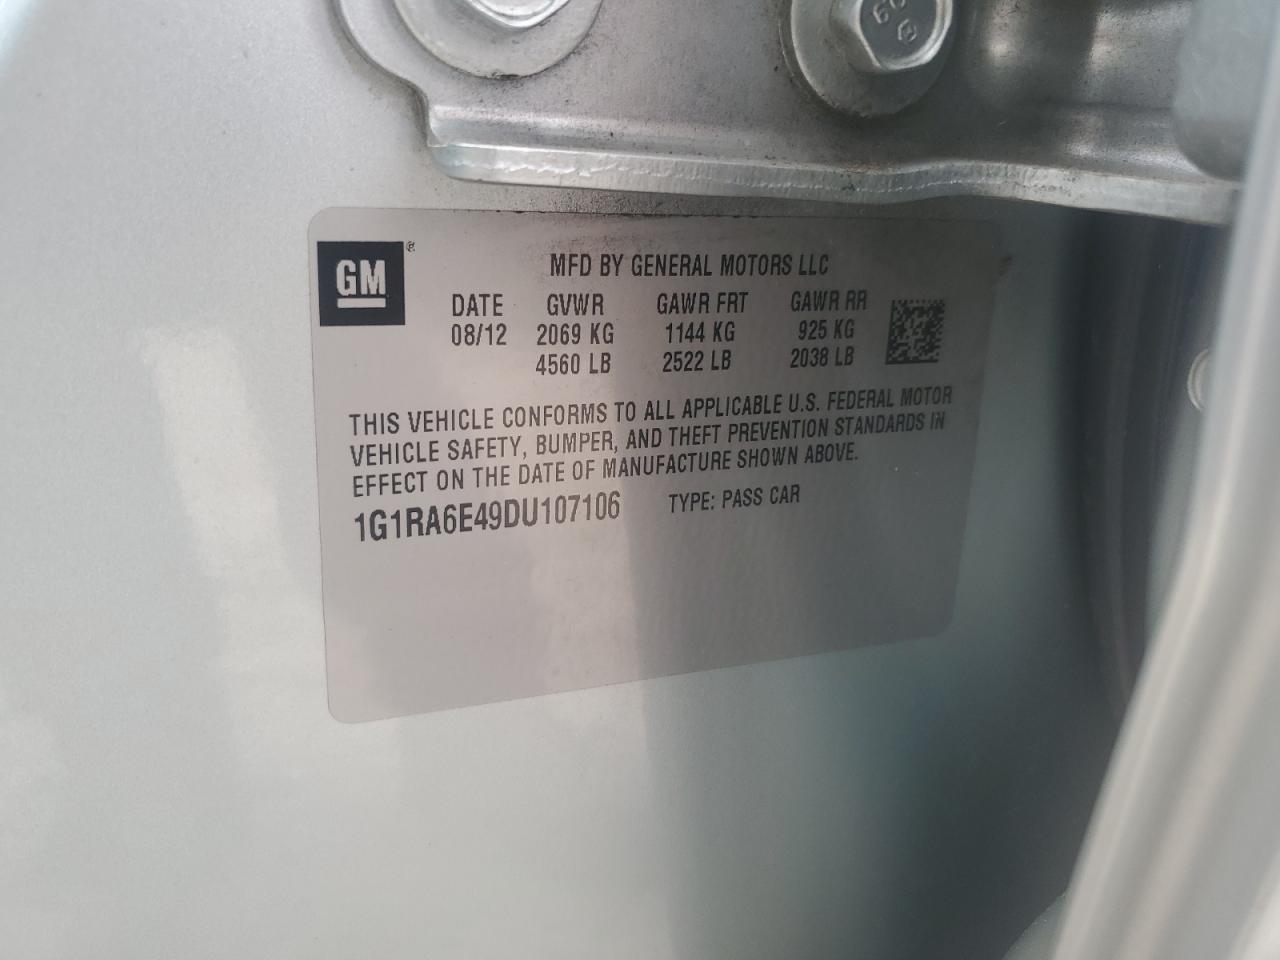 GM ®
MFD BY GENERAL MOTORS LLC
DATE GVWR GAWR FRT GAWR RR
08/12 2069 KG 1144 KG 925 KG
4560 LB 2522 LB 2038 LB
THIS VEHICLE CONFORMS TO ALL APPLICABLE U.S. FEDERAL MOTOR
VEHICLE SAFETY, BUMPER, AND THEFT PREVENTION STANDARDS IN
EFFECT ON THE DATE OF MANUFACTURE SHOWN ABOVE.
1G1RA6E49DU107106 TYPE: PASS CAR